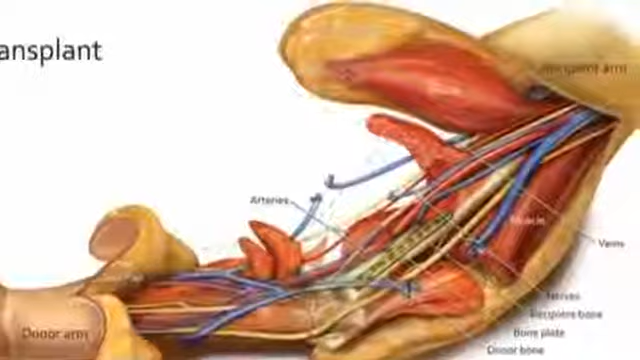 ansplant
Recipient arm
Arteries
Muscle
Veins
Nerves
Recipient bone
Donor arm
Bone plate
Donor bone